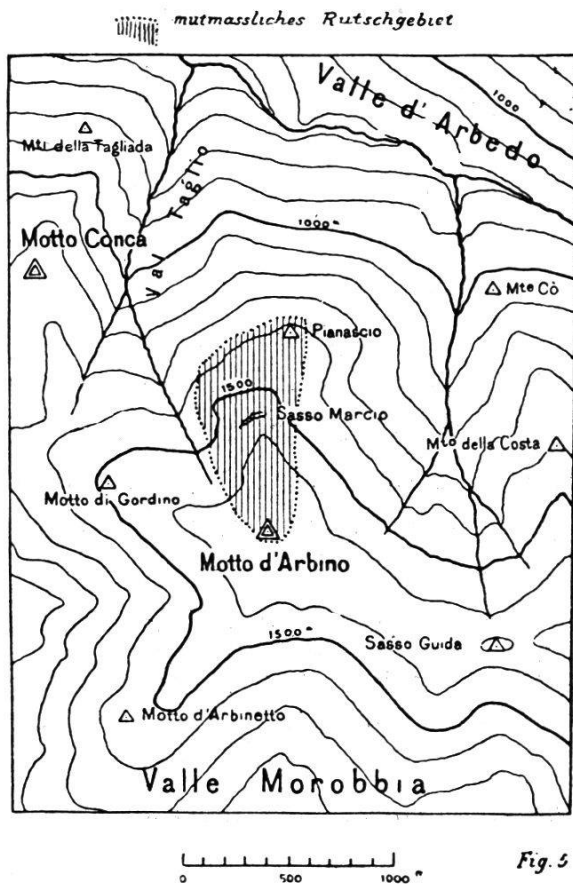 mutmassliches Rutschgebiet
Valle d'Arbedo
1000
Mti della Tagliada
Val Taglio
Motto Conca
1000 m
Mte Cò
Pianascio
1500
Sasso Marcio
Mto della Costa
Motto di Gordino
Motto d'Arbino
1500 m
Sasso Guida
Motto d'Arbinetto
Valle Morobbia
0 500 1000 m
Fig. 5